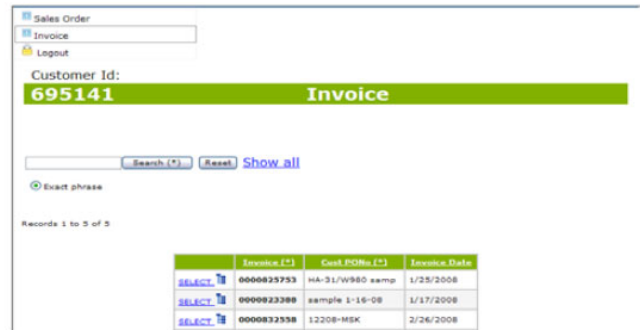 Sales Order
Invoice
Logout
Customer Id:
695141 Invoice
Search (*) Reset Show all
Exact phrase
Records 1 to 5 of 5
Invoice (*) Cust PONo (*) Invoice Date
SELECT 0000825753 HA-31/W980 samp 1/25/2008
SELECT 0000823388 sample 1-16-08 1/17/2008
SELECT 0000832558 12208-MSK 2/26/2008